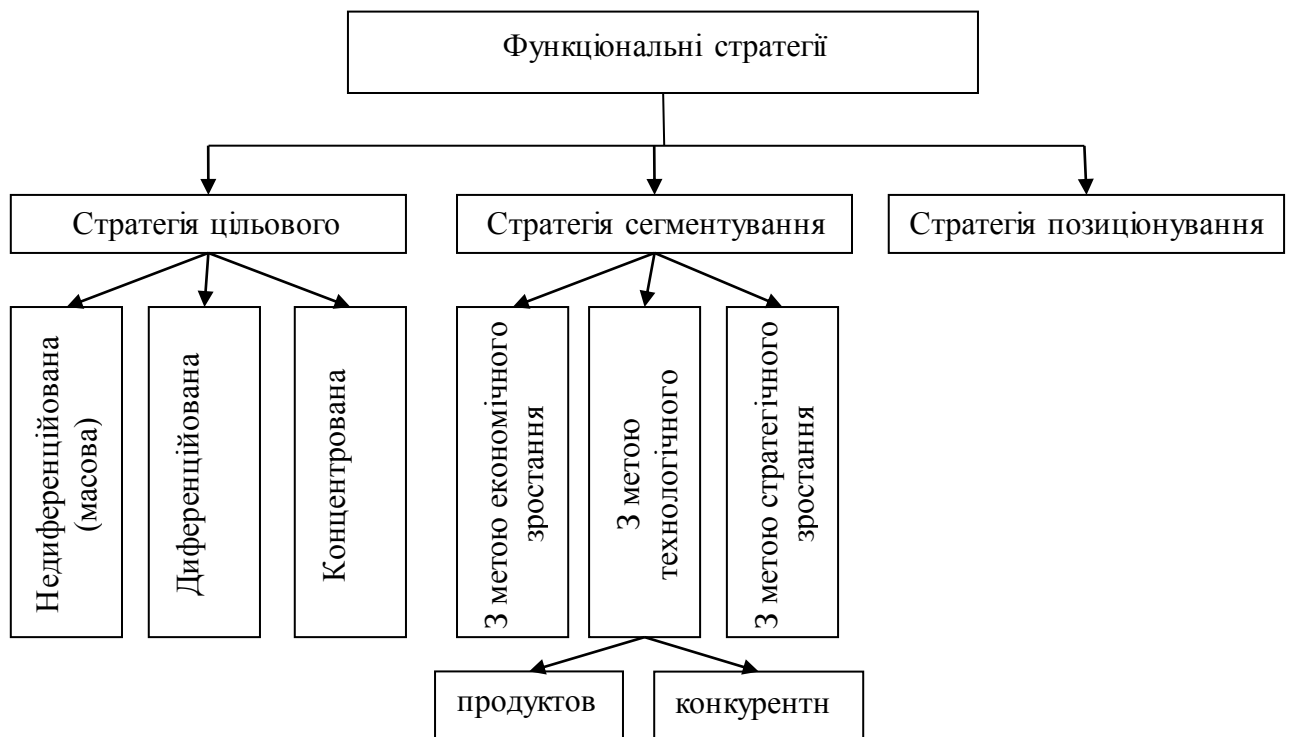 Функціональні стратегії
Стратегія цільового
Стратегія сегментування
Стратегія позиціонування
Недиференційована
(масова)
Диференційована
Концентрована
З метою економічного
зростання
З метою
технологічного
З метою стратегічного
зростання
продуктов
конкурентн